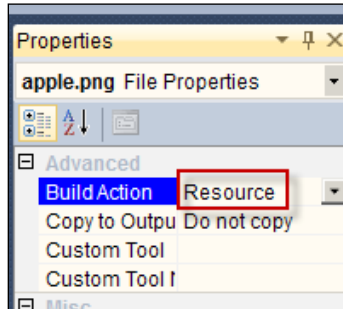 Properties
apple.png File Properties
Advanced
Build Action Resource
Copy to Outpu Do not copy
Custom Tool
Custom Tool N
Misc